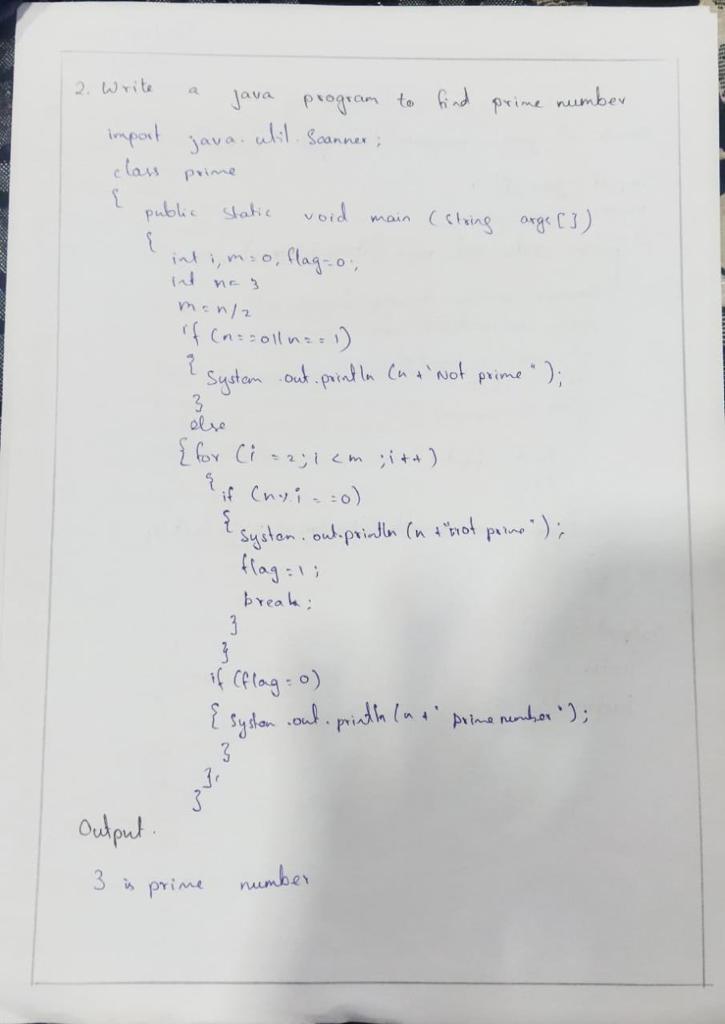 2. Write a java program to find prime number
import java.util.Scanner;
class prime
{
public static void main (String args[])
{
int i, m=0, flag=0;
int n= 3
m=n/2
if (n==0||n==1)
{
System.out.println (n+"Not prime");
}
else
{for (i =2;i<m ;i++)
{
if (n%i ==0)
{
System.out.println (n +"not prime");
flag=1;
break;
}
}
if (flag=0)
{ System.out.println (n +" prime number");
}
}
}
Output.
3 is prime number